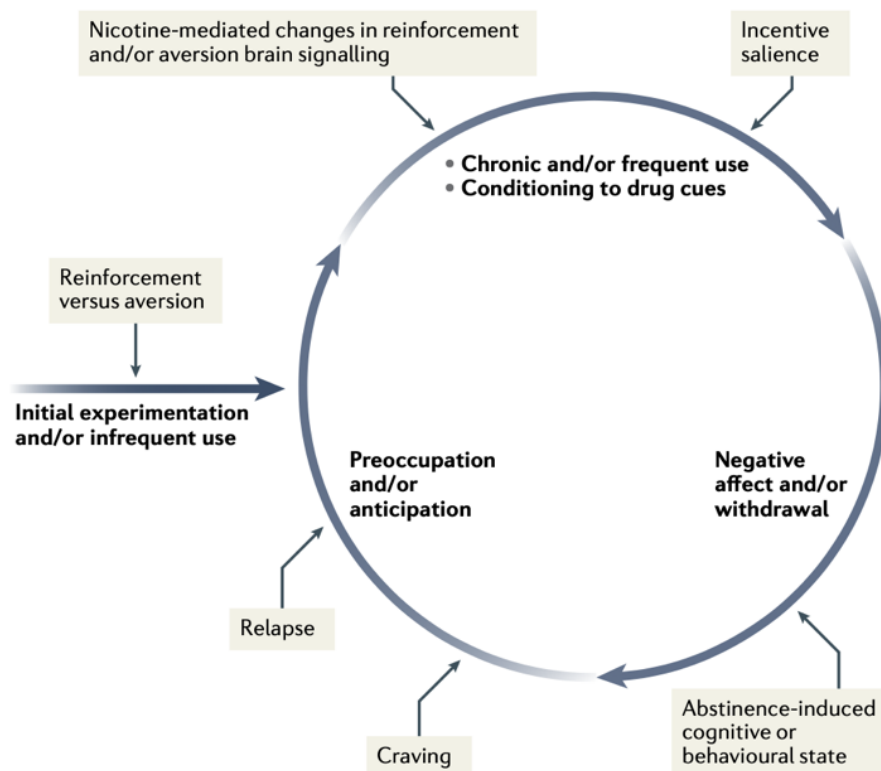 Nicotine-mediated changes in reinforcement
and/or aversion brain signalling
Incentive
salience
• Chronic and/or frequent use
• Conditioning to drug cues
Reinforcement
versus aversion
Initial experimentation
and/or infrequent use
Preoccupation
and/or
anticipation
Negative
affect and/or
withdrawal
Relapse
Craving
Abstinence-induced
cognitive or
behavioural state